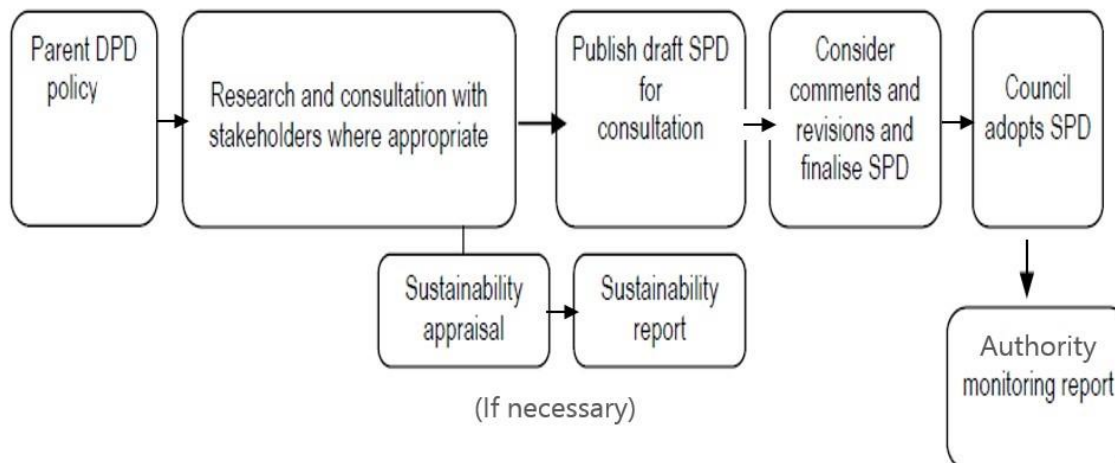 Parent DPD
policy
Research and consultation with
stakeholders where appropriate
Publish draft SPD
for
consultation
Consider
comments and
revisions and
finalise SPD
Council
adopts SPD
Sustainability
appraisal
Sustainability
report
(If necessary)
Authority
monitoring report